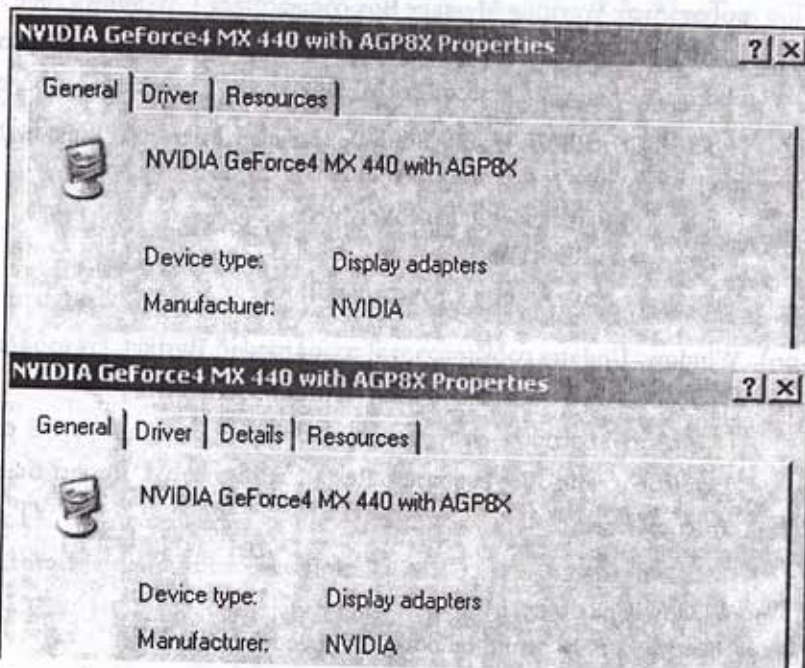 NVIDIA GeForce4 MX 440 with AGP8X Properties
? ×
General Driver Resources
NVIDIA GeForce4 MX 440 with AGP8X
Device type: Display adapters
Manufacturer: NVIDIA
NVIDIA GeForce4 MX 440 with AGP8X Properties
? ×
General Driver Details Resources
NVIDIA GeForce4 MX 440 with AGP8X
Device type: Display adapters
Manufacturer: NVIDIA